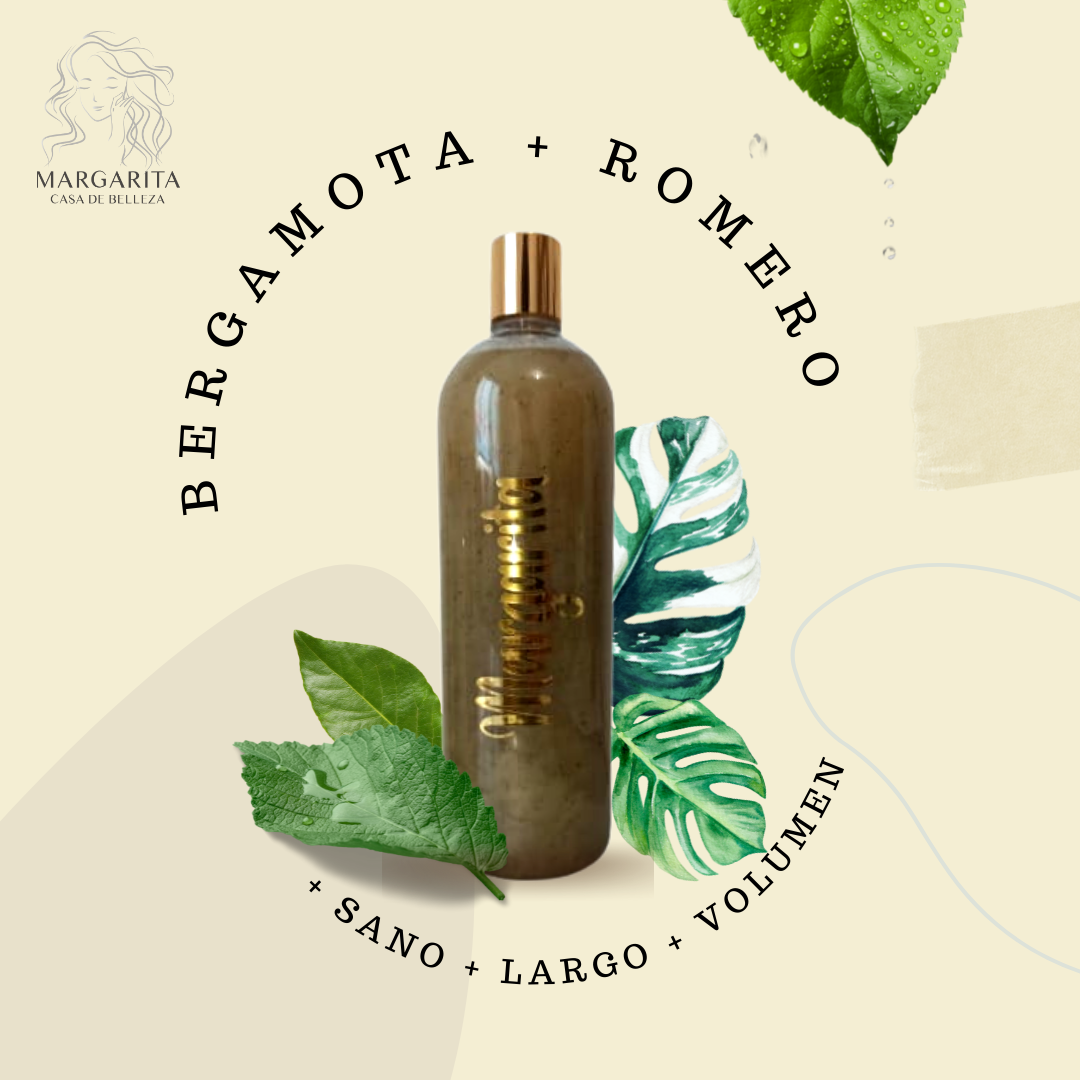 MARGARITA
CASA DE BELLEZA
BERGAMOTA + ROMERO
Margarita
+ SANO + LARGO + VOLUMEN